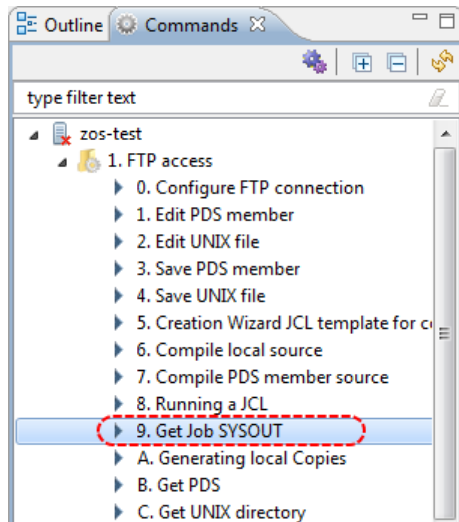 Outline Commands
type filter text
zos-test
1. FTP access
0. Configure FTP connection
1. Edit PDS member
2. Edit UNIX file
3. Save PDS member
4. Save UNIX file
5. Creation Wizard JCL template for c
6. Compile local source
7. Compile PDS member source
8. Running a JCL
9. Get Job SYSOUT
A. Generating local Copies
B. Get PDS
C. Get UNIX directory